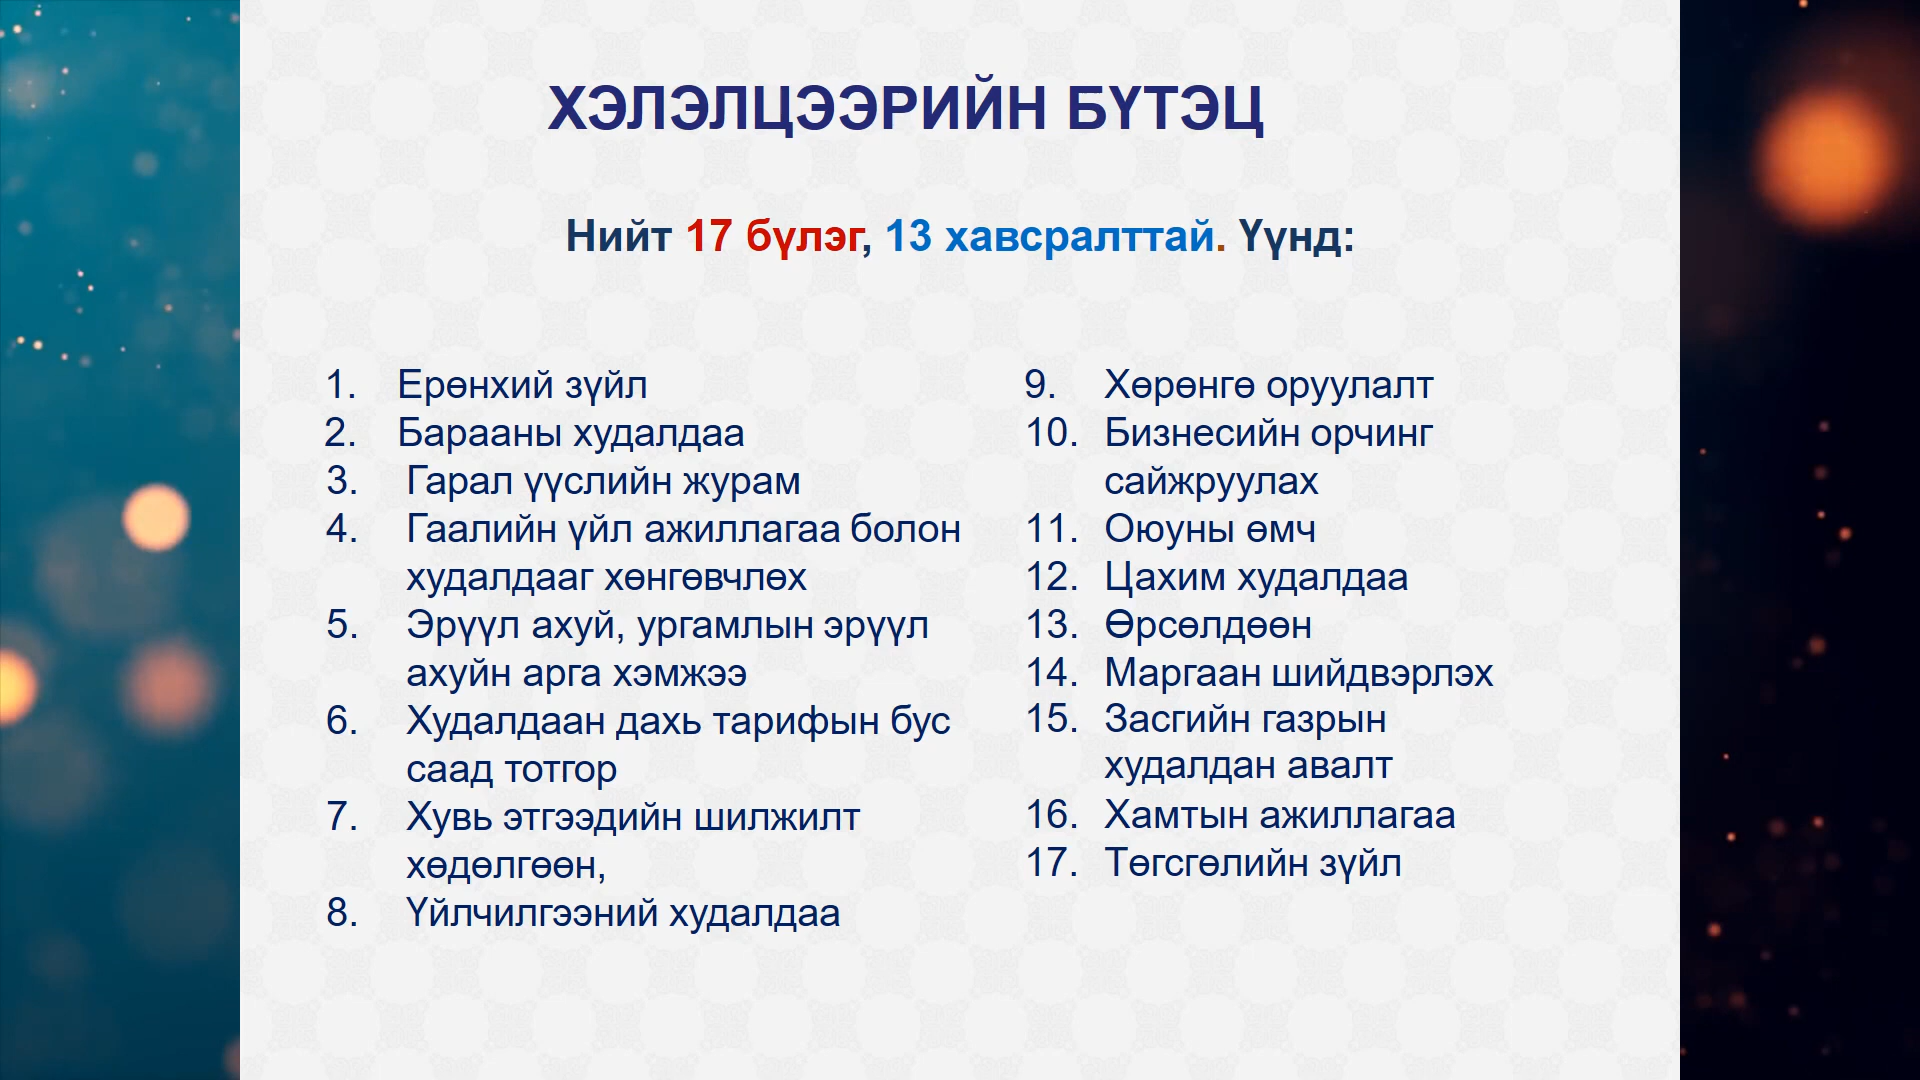 ХЭЛЭЛЦЭЭРИЙН БҮТЭЦ
Нийт 17 бүлэг, 13 хавсралттай. Үүнд:
1. Ерөнхий зүйл
2. Барааны худалдаа
3. Гарал үүслийн журам
4. Гаалийн үйл ажиллагаа болон
худалдааг хөнгөвчлөх
5. Эрүүл ахуй, ургамлын эрүүл
ахуйн арга хэмжээ
6. Худалдаан дахь тарифын бус
саад тотгор
7. Хувь этгээдийн шилжилт
хөдөлгөөн,
8. Үйлчилгээний худалдаа
9. Хөрөнгө оруулалт
10. Бизнесийн орчинг
сайжруулах
11. Оюуны өмч
12. Цахим худалдаа
13. Өрсөлдөөн
14. Маргаан шийдвэрлэх
15. Засгийн газрын
худалдан авалт
16. Хамтын ажиллагаа
17. Төгсгөлийн зүйл